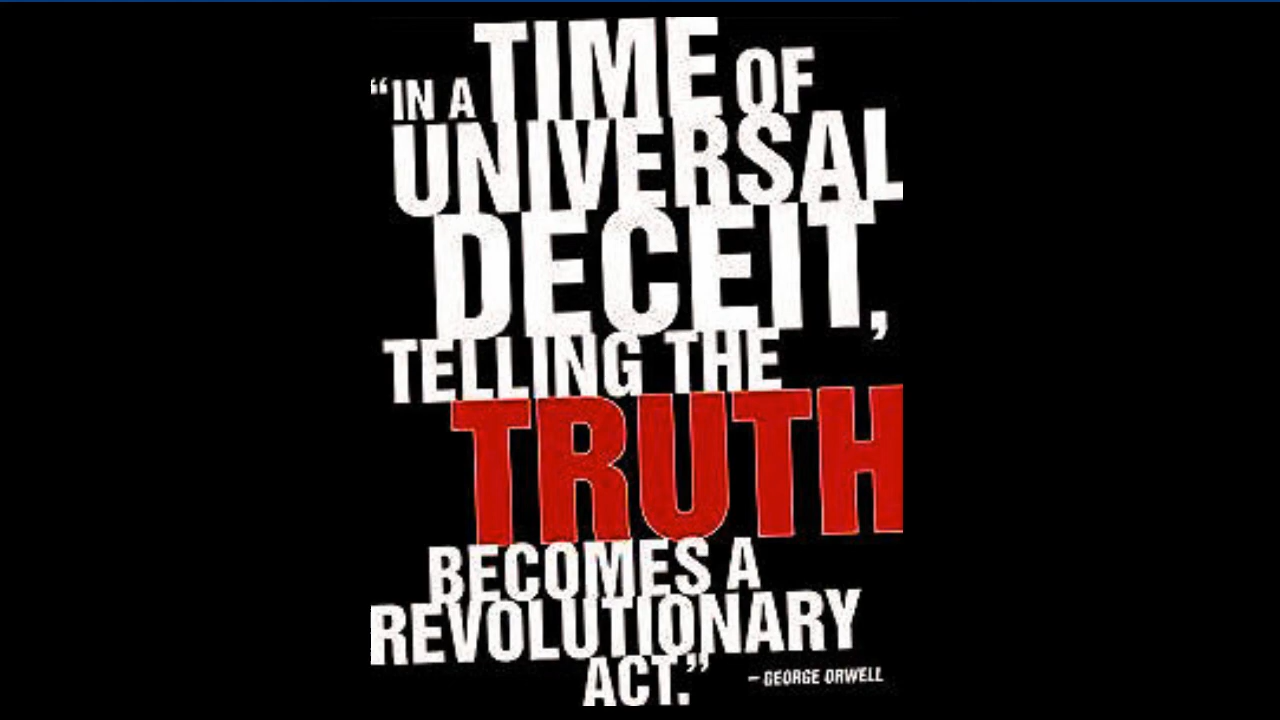 “IN A TIME OF
UNIVERSAL
DECEIT,
TELLING THE
TRUTH
BECOMES A
REVOLUTIONARY
ACT.”
– GEORGE ORWELL